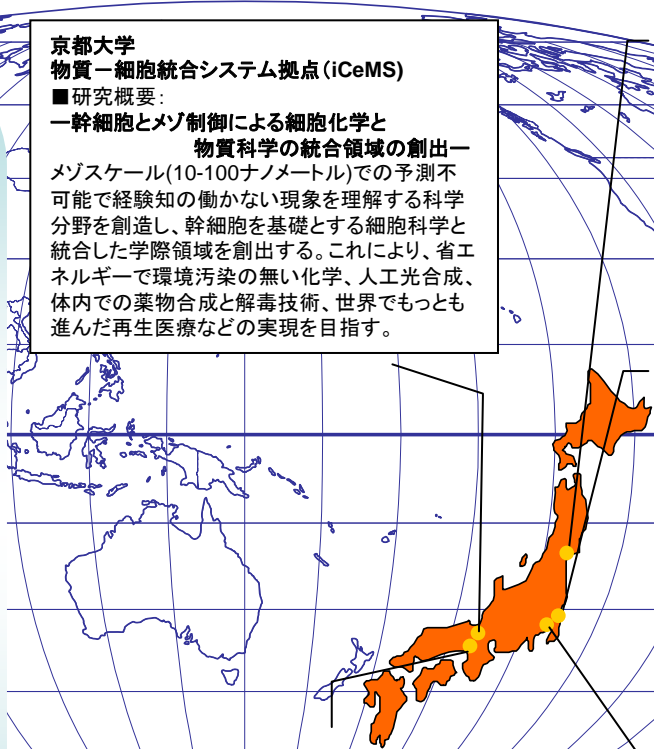 京都大学
物質－細胞統合システム拠点（iCeMS)
■研究概要：
ー幹細胞とメゾ制御による細胞化学と
物質科学の統合領域の創出ー
メゾスケール(10-100ナノメートル)での予測不
可能で経験知の働かない現象を理解する科学
分野を創造し、幹細胞を基礎とする細胞科学と
統合した学際領域を創出する。これにより、省エ
ネルギーで環境汚染の無い化学、人工光合成、
体内での薬物合成と解毒技術、世界でもっとも
進んだ再生医療などの実現を目指す。